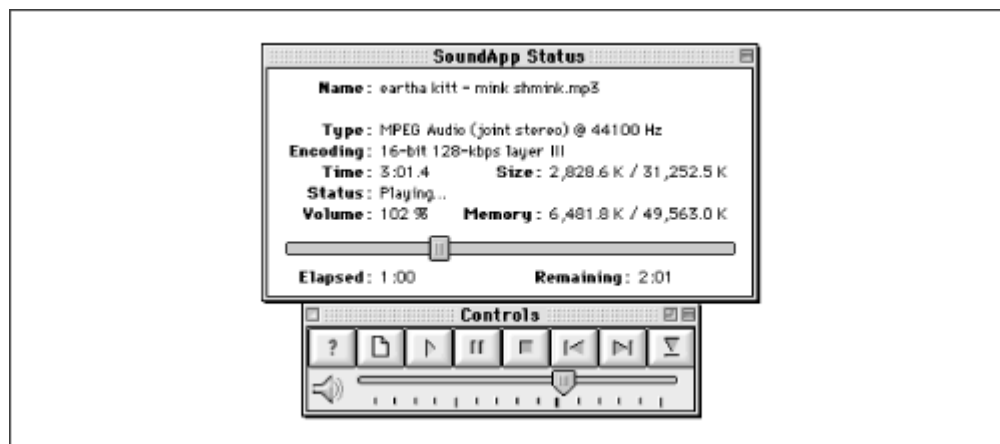 SoundApp Status
Name: eartha kitt - mink shmink.mp3
Type: MPEG Audio (joint stereo) @ 44100 Hz
Encoding: 16-bit 128-kbps layer III
Time: 3:01.4 Size: 2,828.6 K / 31,252.5 K
Status: Playing...
Volume: 102 % Memory: 6,481.8 K / 49,563.0 K
Elapsed: 1:00 Remaining: 2:01
Controls
?